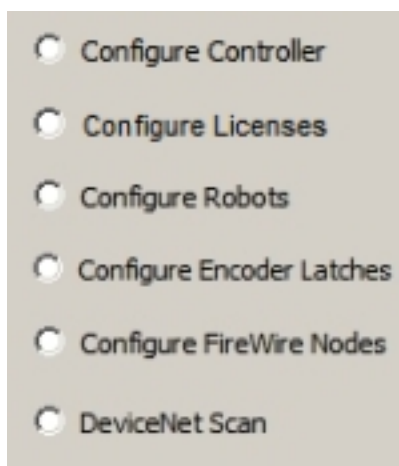 Configure Controller
Configure Licenses
Configure Robots
Configure Encoder Latches
Configure FireWire Nodes
DeviceNet Scan